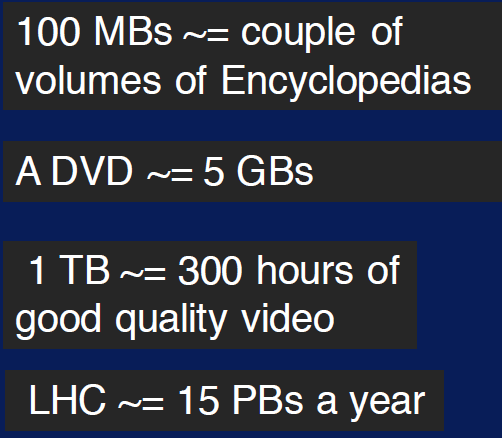 100 MBs ~= couple of
volumes of Encyclopedias
A DVD ~= 5 GBs
1 TB ~= 300 hours of
good quality video
LHC ~= 15 PBs a year